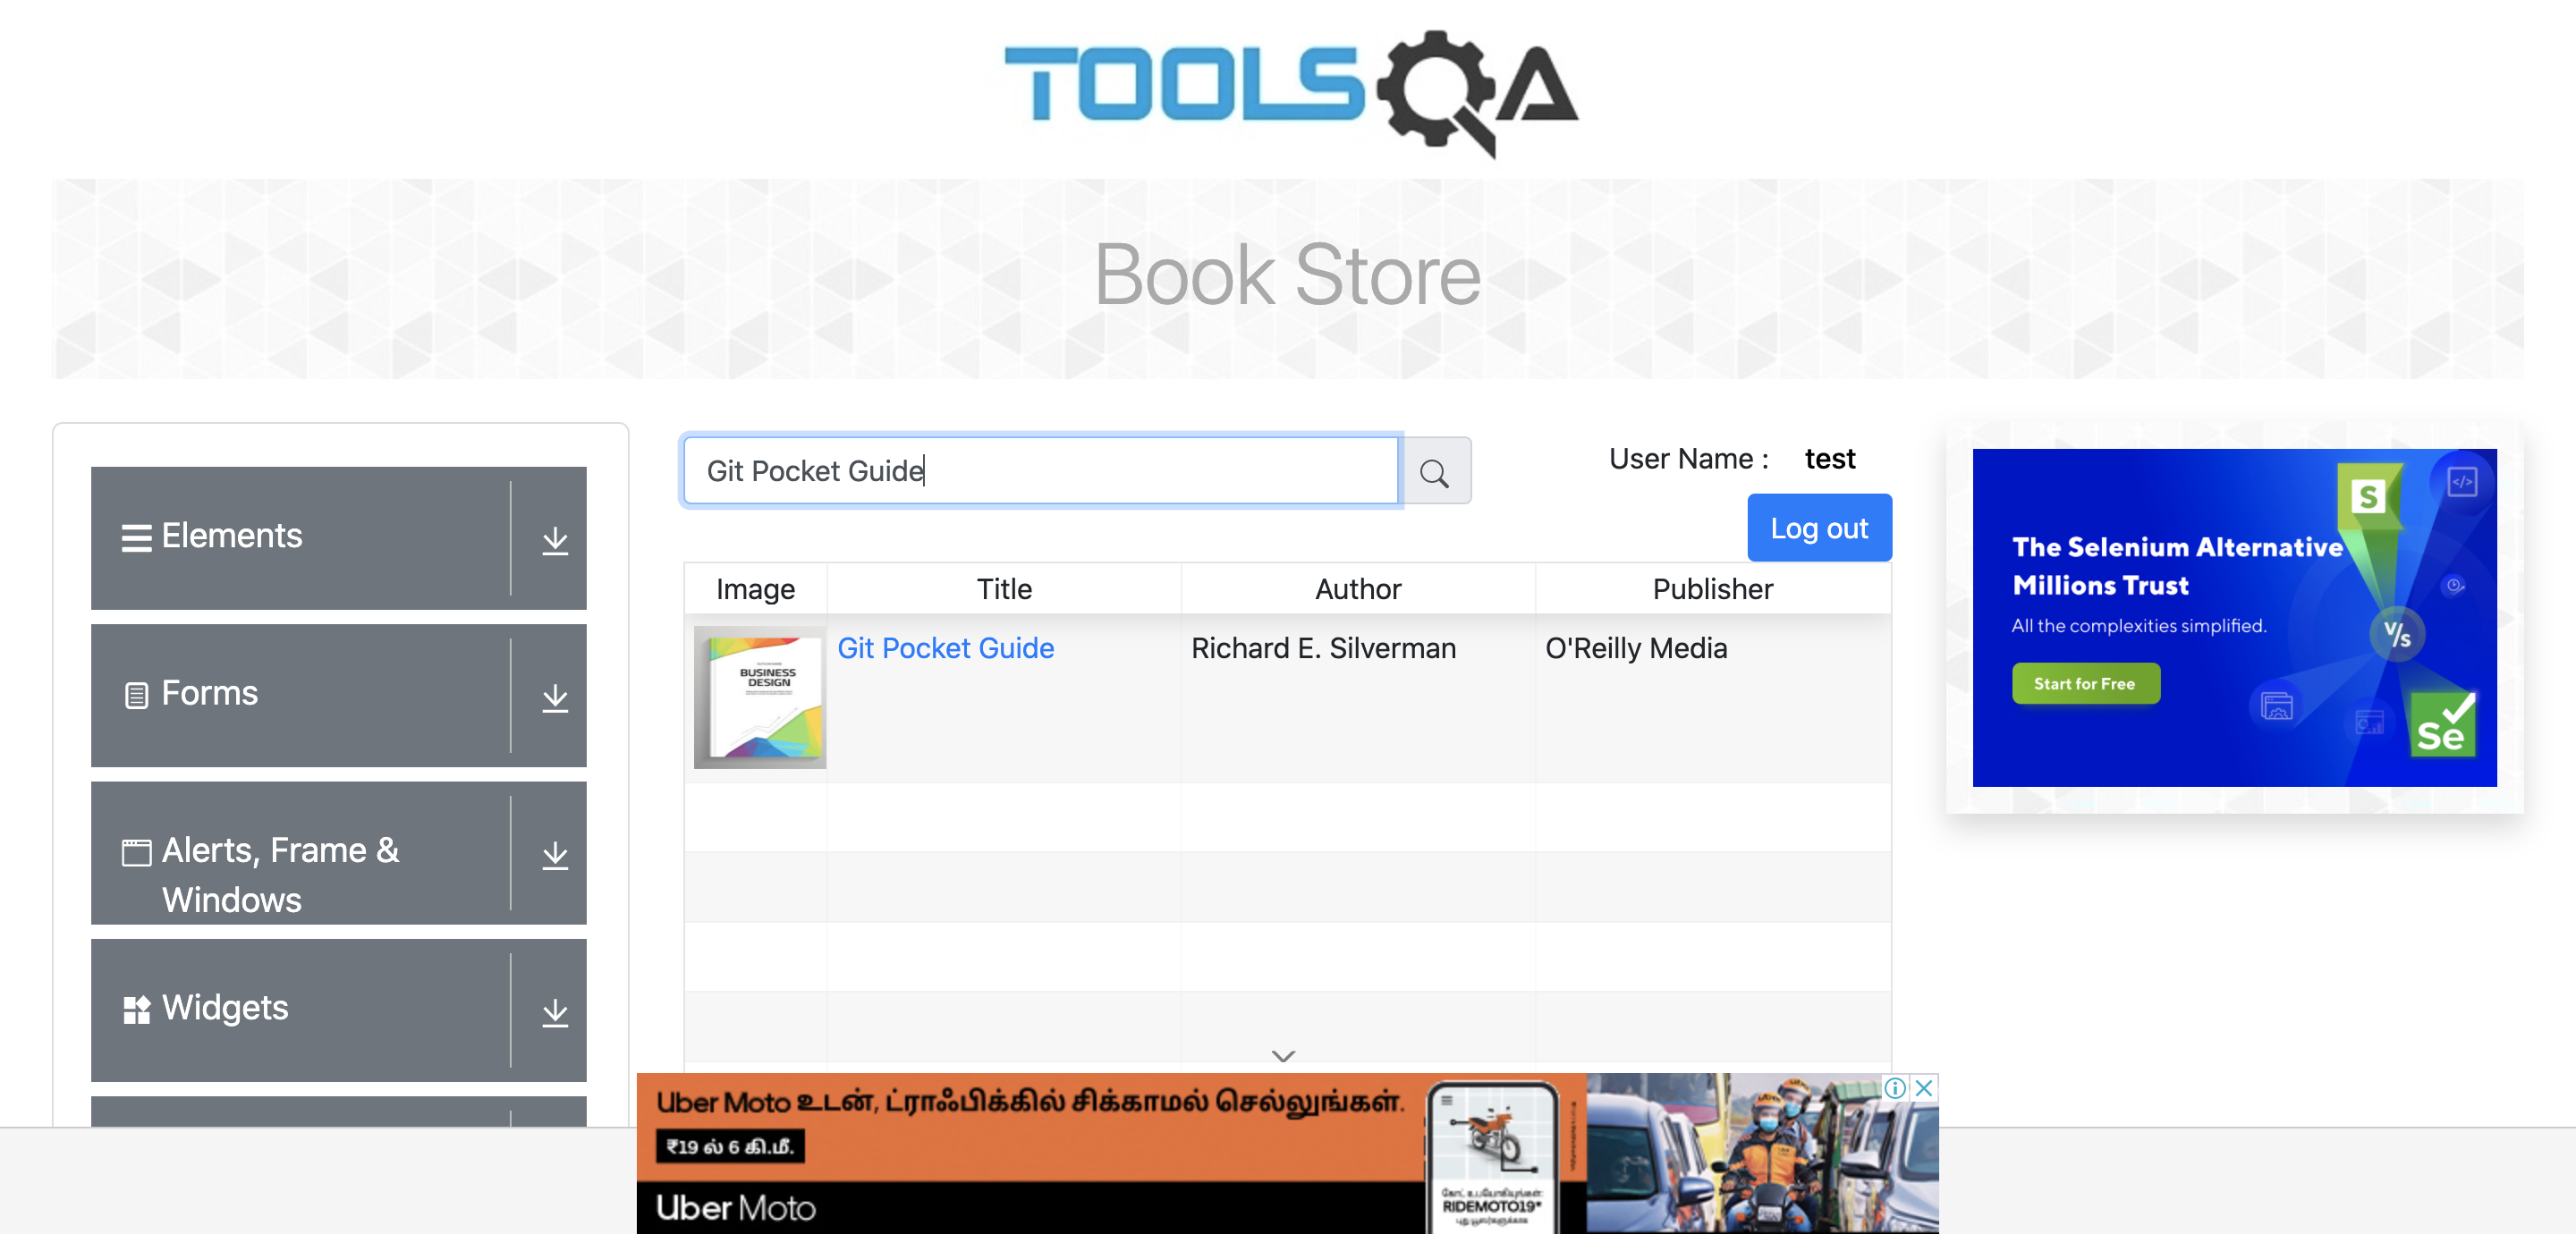 TOOLSQA
Book Store
Elements
Forms
Alerts, Frame &
Windows
Widgets
Git Pocket Guide
User Name : test
Log out
Image Title Author Publisher
BUSINESS
DESIGN
Git Pocket Guide Richard E. Silverman O'Reilly Media
The Selenium Alternative
Millions Trust
All the complexities simplified.
Start for Free
S
</>
V/s
Se
Uber Moto உடன், ட்ராஃபிக்கில் சிக்காமல் செல்லுங்கள்.
₹19 ல் 6 கி.மீ.
Uber Moto
RIDEMOTO19*